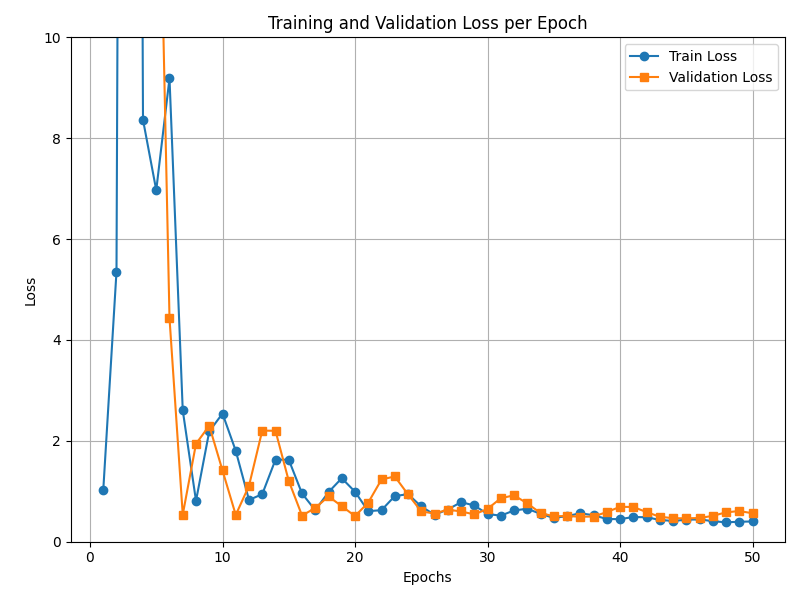 Training and Validation Loss per Epoch
Train Loss
Validation Loss
10
8
6
4
2
0
Loss
0 10 20 30 40 50
Epochs